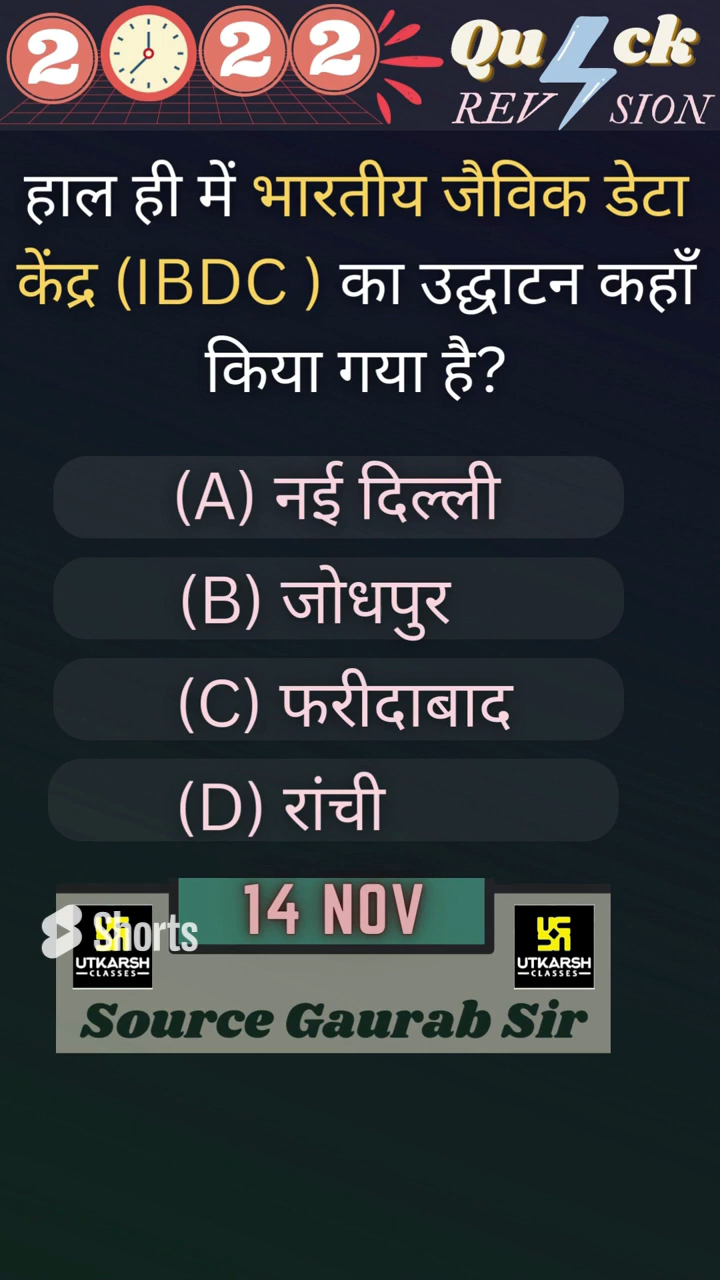 2022 Quick
REVISION
हाल ही में भारतीय जैविक डेटा
केंद्र (IBDC ) का उद्घाटन कहाँ
किया गया है?
(A) नई दिल्ली
(B) जोधपुर
(C) फरीदाबाद
(D) रांची
14 NOV
Shorts
UTKARSH
CLASSES
UTKARSH
CLASSES
Source Gaurab Sir